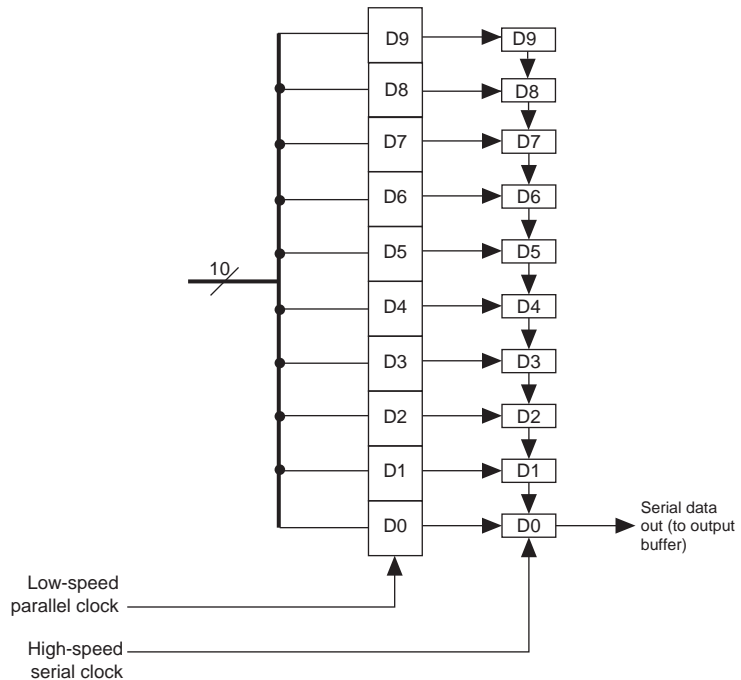 D9 D9
D8 D8
D7 D7
D6 D6
10
D5 D5
D4 D4
D3 D3
D2 D2
D1 D1
D0 D0
Serial data
out (to output
buffer)
Low-speed
parallel clock
High-speed
serial clock